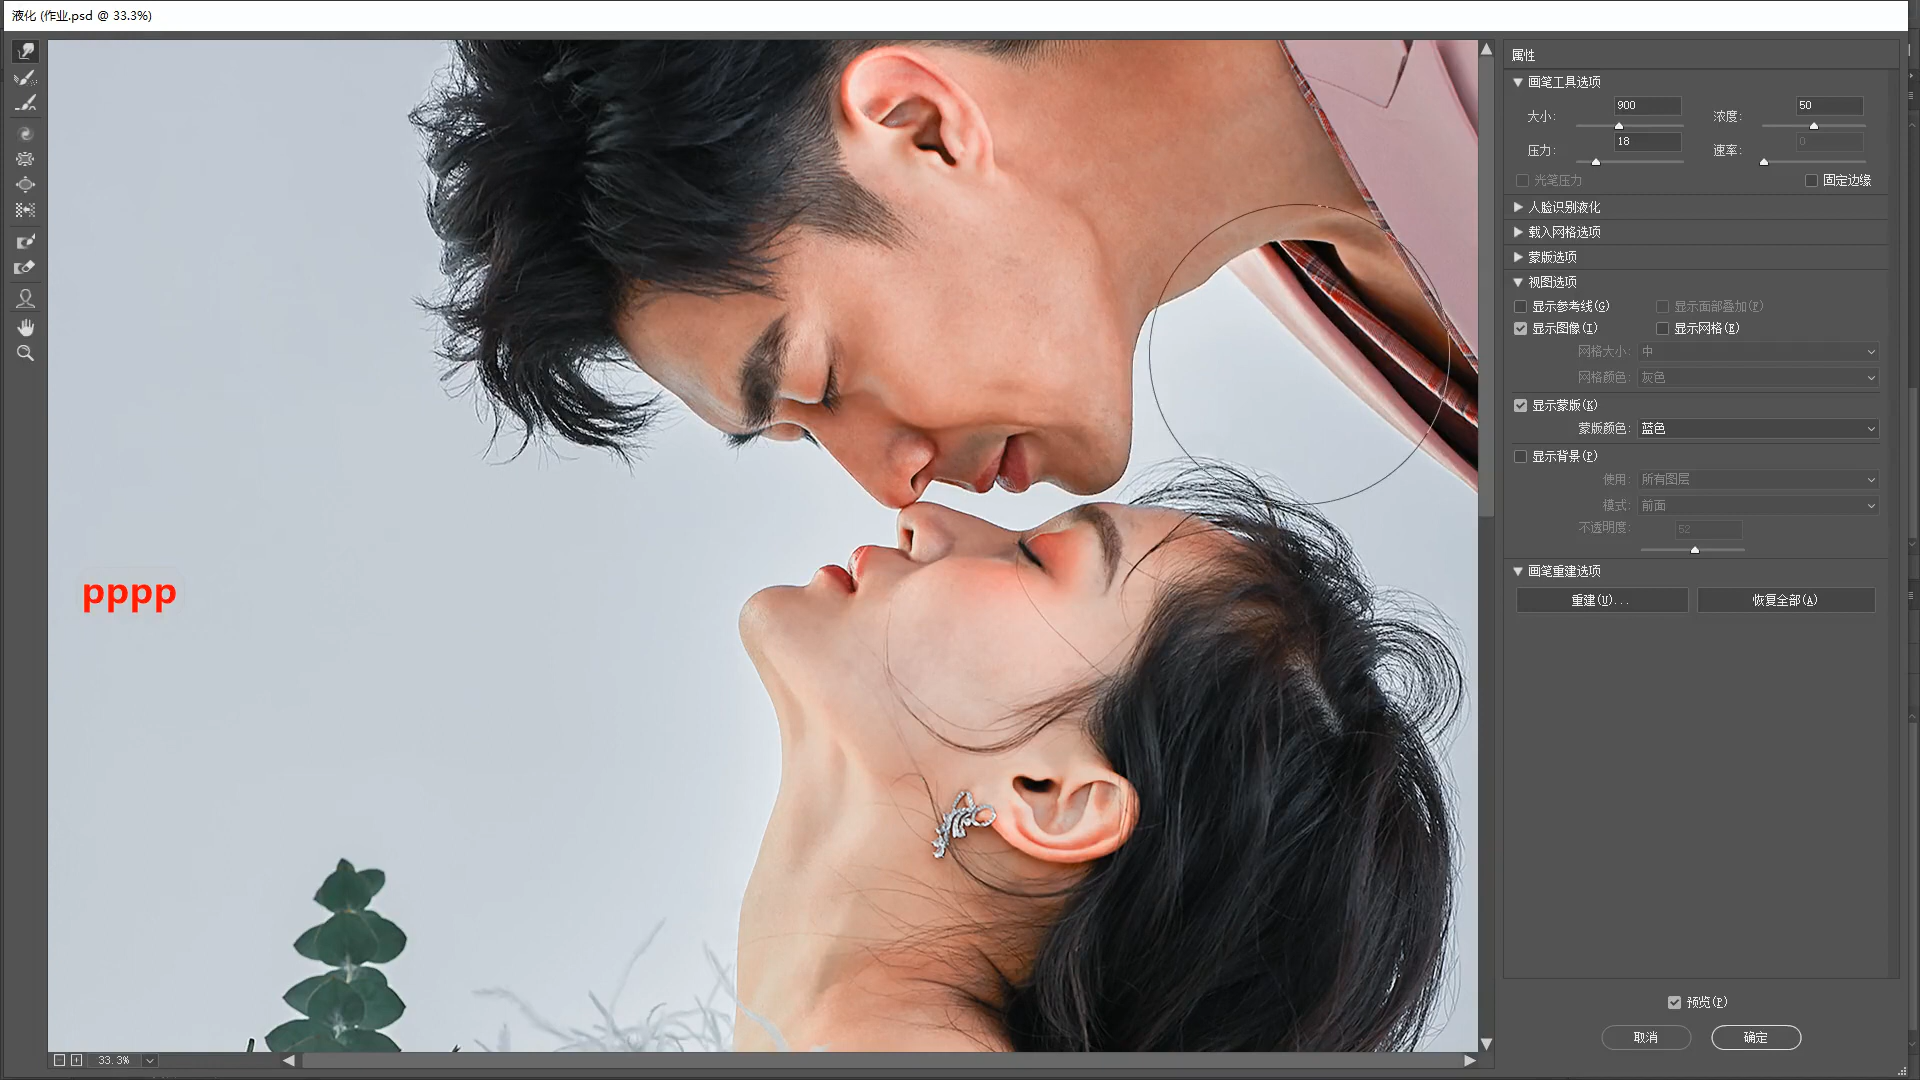 液化 (作业.psd @ 33.3%)
属性
画笔工具选项
大小: 900 浓度: 50
压力: 18 速率: 0
光笔压力 固定边缘
人脸识别液化
载入网格选项
蒙版选项
视图选项
显示参考线(G) 显示面部叠加(F)
显示图像(I) 显示网格(E)
网格大小: 中
网格颜色: 灰色
显示蒙版(K)
蒙版颜色: 蓝色
显示背景(P)
使用: 所有图层
模式: 前面
不透明度: 52
画笔重建选项
重建(U)... 恢复全部(A)
pppp
预览(P)
取消 确定
33.3%